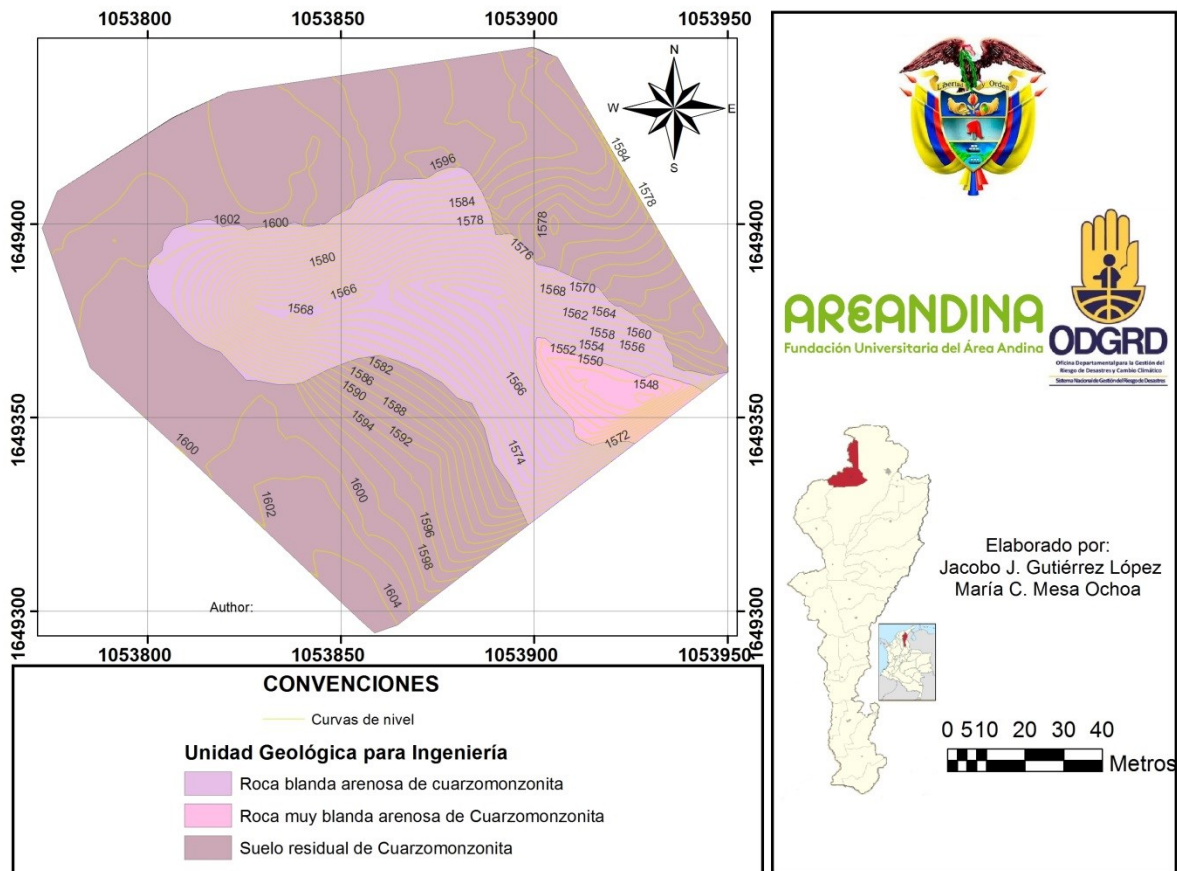 1053800 1053850 1053900 1053950
N
W E
S
1649400
1649350
1649300
1649400
1649350
1649300
1584
1578
1596
1584
1578
1578
1576
1602
1600
1580
1566
1568
1568
1570
1562
1564
1558
1560
1554
1556
1552
1550
1548
1566
1582
1586
1590
1588
1594
1592
1574
1572
1600
1602
1600
1596
1598
1604
Author:
1053800 1053850 1053900 1053950
CONVENCIONES
Curvas de nivel
Unidad Geológica para Ingeniería
Roca blanda arenosa de cuarzomonzonita
Roca muy blanda arenosa de Cuarzomonzonita
Suelo residual de Cuarzomonzonita
Libertad y Orden
AREANDINA
Fundación Universitaria del Área Andina
ODGRD
Oficina Departamental para la Gestión del
Riesgo de Desastres y Cambio Climático
Sistema Nacional de Gestión del Riesgo de Desastres
Elaborado por:
Jacobo J. Gutiérrez López
María C. Mesa Ochoa
0 5 10 20 30 40
Metros